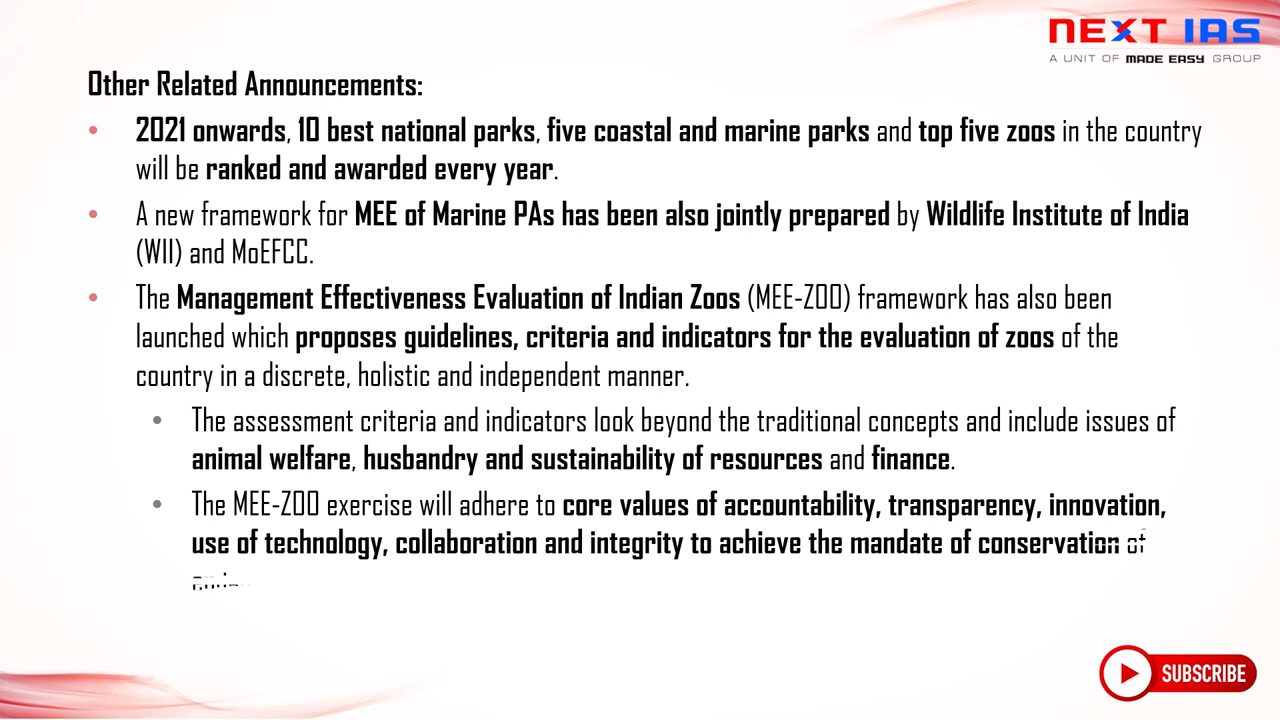 NEXT IAS
A UNIT OF MADE EASY GROUP
Other Related Announcements:
• 2021 onwards, 10 best national parks, five coastal and marine parks and top five zoos in the country
will be ranked and awarded every year.
• A new framework for MEE of Marine PAs has been also jointly prepared by Wildlife Institute of India
(WII) and MoEFCC.
• The Management Effectiveness Evaluation of Indian Zoos (MEE-ZOO) framework has also been
launched which proposes guidelines, criteria and indicators for the evaluation of zoos of the
country in a discrete, holistic and independent manner.
• The assessment criteria and indicators look beyond the traditional concepts and include issues of
animal welfare, husbandry and sustainability of resources and finance.
• The MEE-ZOO exercise will adhere to core values of accountability, transparency, innovation,
use of technology, collaboration and integrity to achieve the mandate of conservation of
SUBSCRIBE